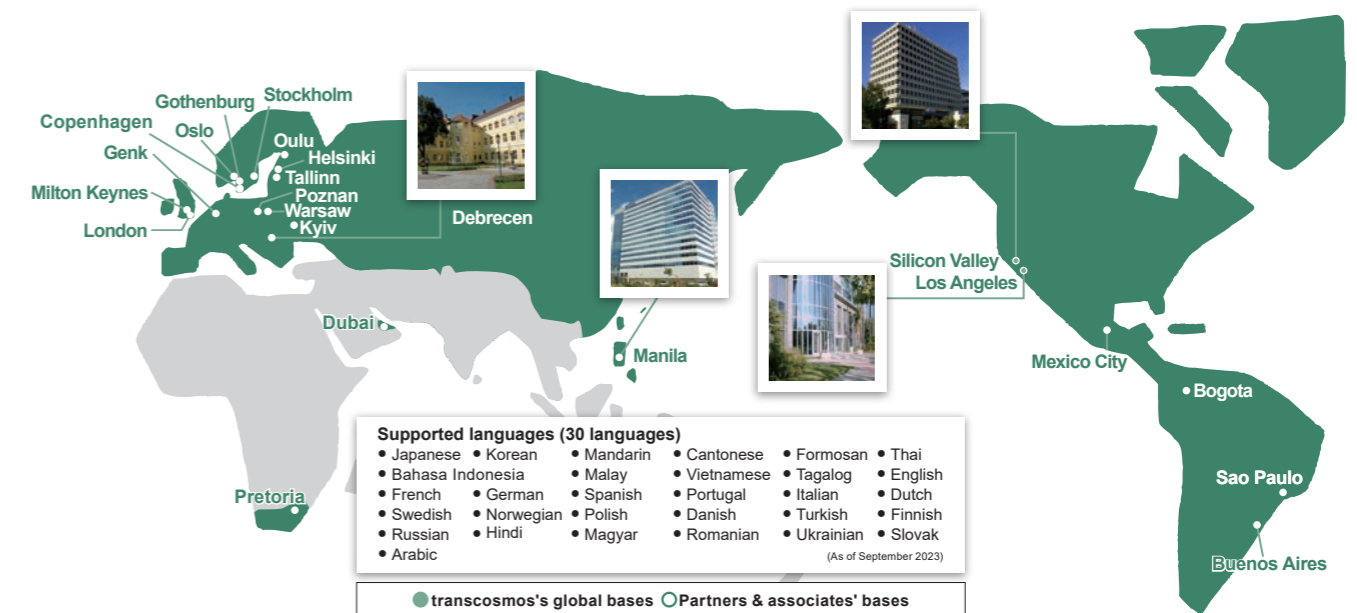 Gothenburg
Stockholm
Copenhagen
Oslo
Genk
Oulu
Helsinki
Tallinn
Milton Keynes
Poznan
Warsaw
London
Kyiv
Debrecen
Silicon Valley
Los Angeles
Dubai
Manila
Mexico City
Bogota
Pretoria
Sao Paulo
Buenos Aires
Supported languages (30 languages)
• Japanese • Korean • Mandarin • Cantonese • Formosan • Thai
• Bahasa Indonesia • Malay • Vietnamese • Tagalog • English
• French • German • Spanish • Portugal • Italian • Dutch
• Swedish • Norwegian • Polish • Danish • Turkish • Finnish
• Russian • Hindi • Magyar • Romanian • Ukrainian • Slovak
• Arabic
(As of September 2023)
transcosmos's global bases Partners & associates' bases